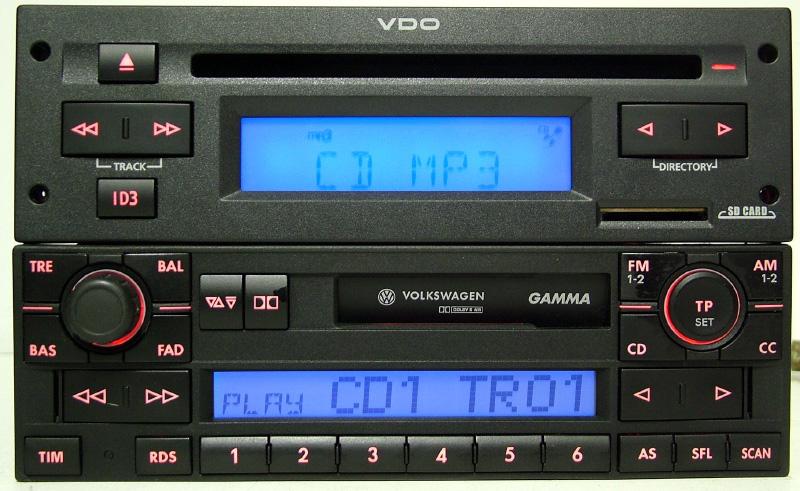 VDO
mp3
CD MP3
TRACK
DIRECTORY
ID3
SD CARD
TRE
BAL
BAS
FAD
VOLKSWAGEN
GAMMA
FM
1-2
AM
1-2
TP
SET
CD
CC
PLAY CD1 TR01
TIM
RDS
1 2 3 4 5 6
AS
SFL
SCAN